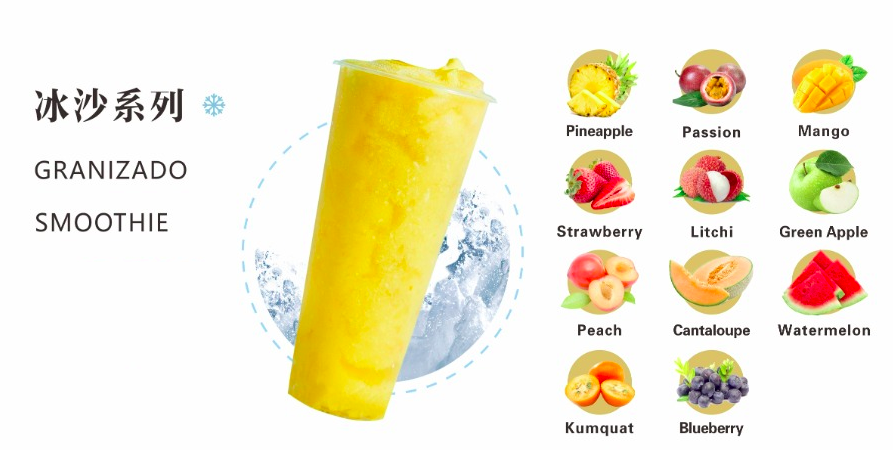 冰沙系列
GRANIZADO
SMOOTHIE
Pineapple
Passion
Mango
Strawberry
Litchi
Green Apple
Peach
Cantaloupe
Watermelon
Kumquat
Blueberry